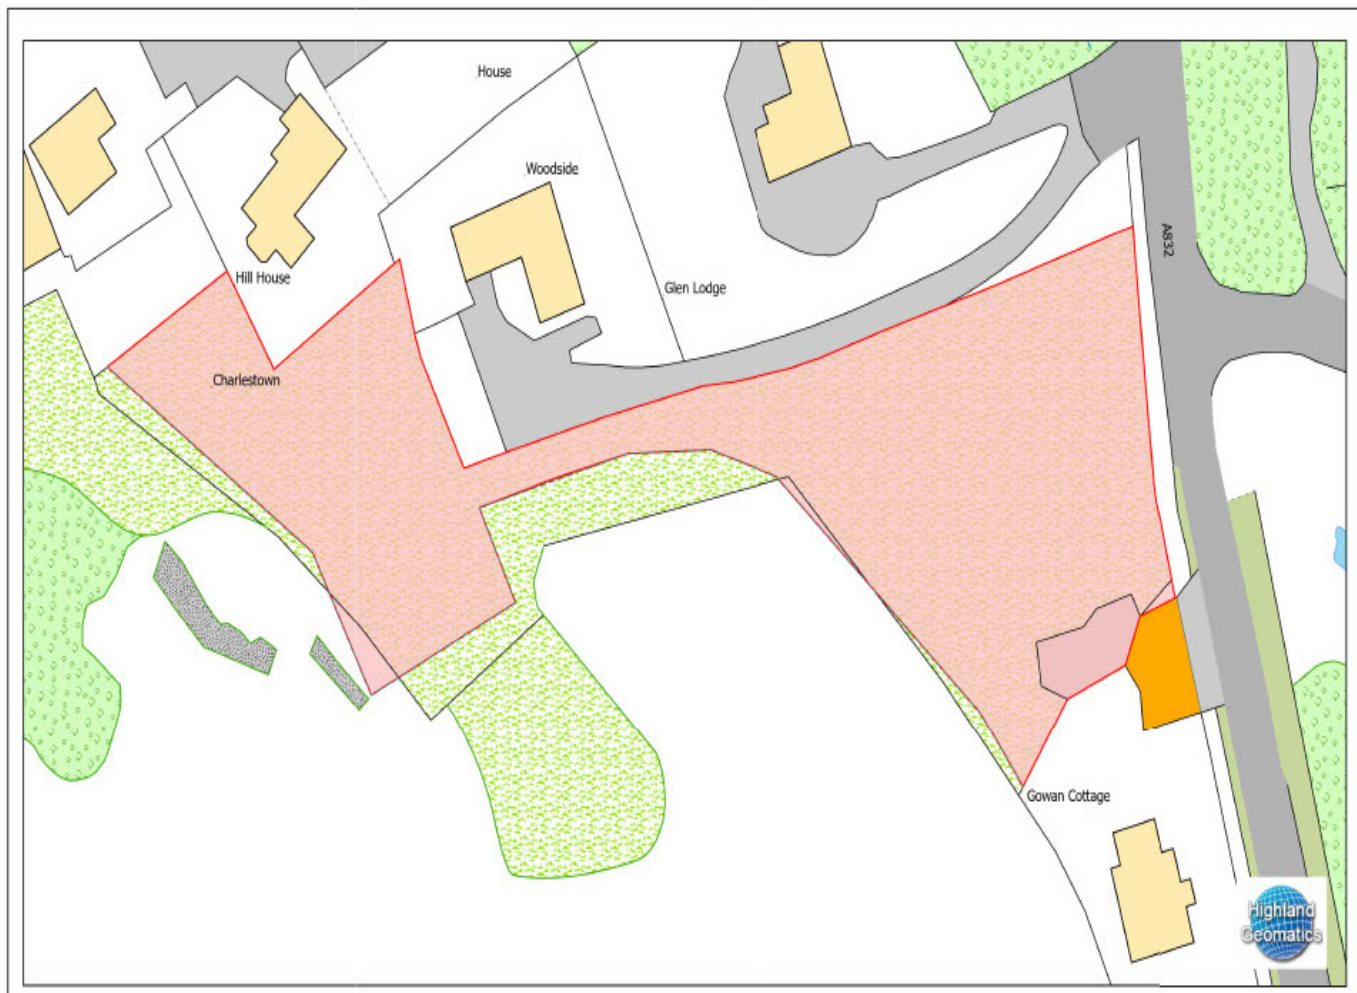 House
Woodside
A832
Hill House
Glen Lodge
Charlestown
Gowan Cottage
Highland
Geomatics